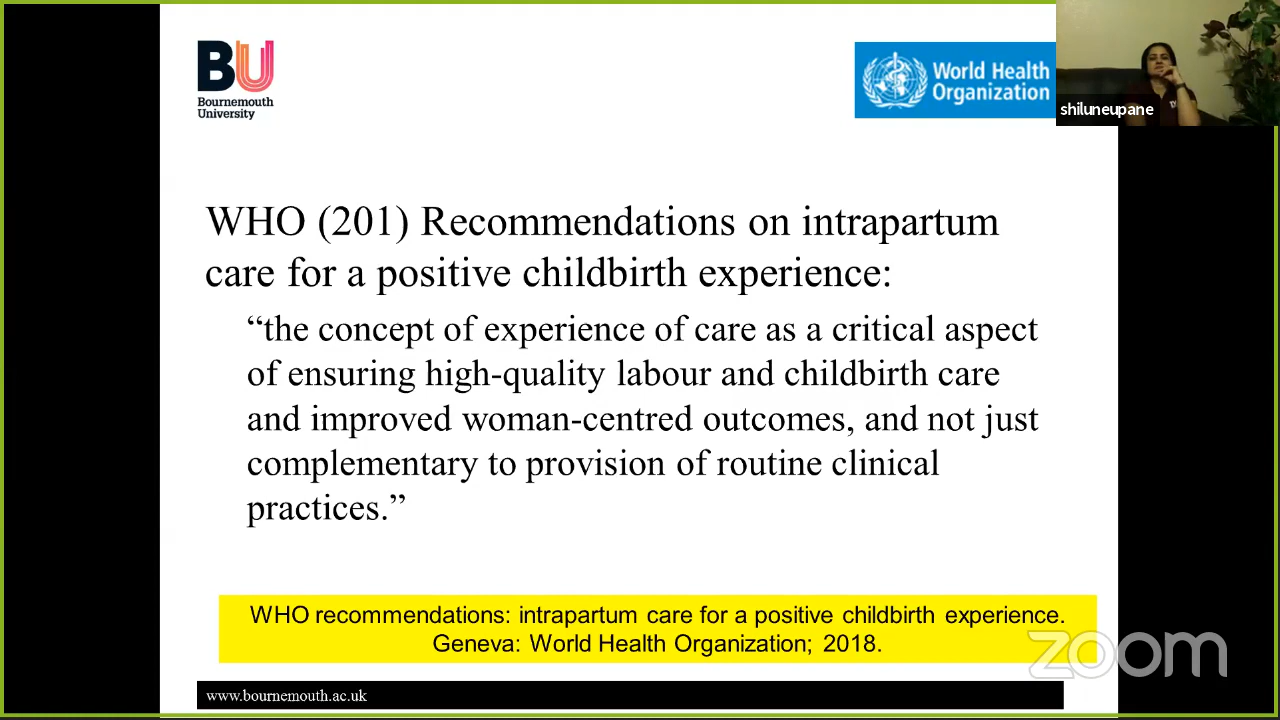 BU
Bournemouth
University
World Health
Organization
shiluneupane
WHO (201) Recommendations on intrapartum
care for a positive childbirth experience:
“the concept of experience of care as a critical aspect
of ensuring high-quality labour and childbirth care
and improved woman-centred outcomes, and not just
complementary to provision of routine clinical
practices.”
WHO recommendations: intrapartum care for a positive childbirth experience.
Geneva: World Health Organization; 2018.
zoom
www.bournemouth.ac.uk